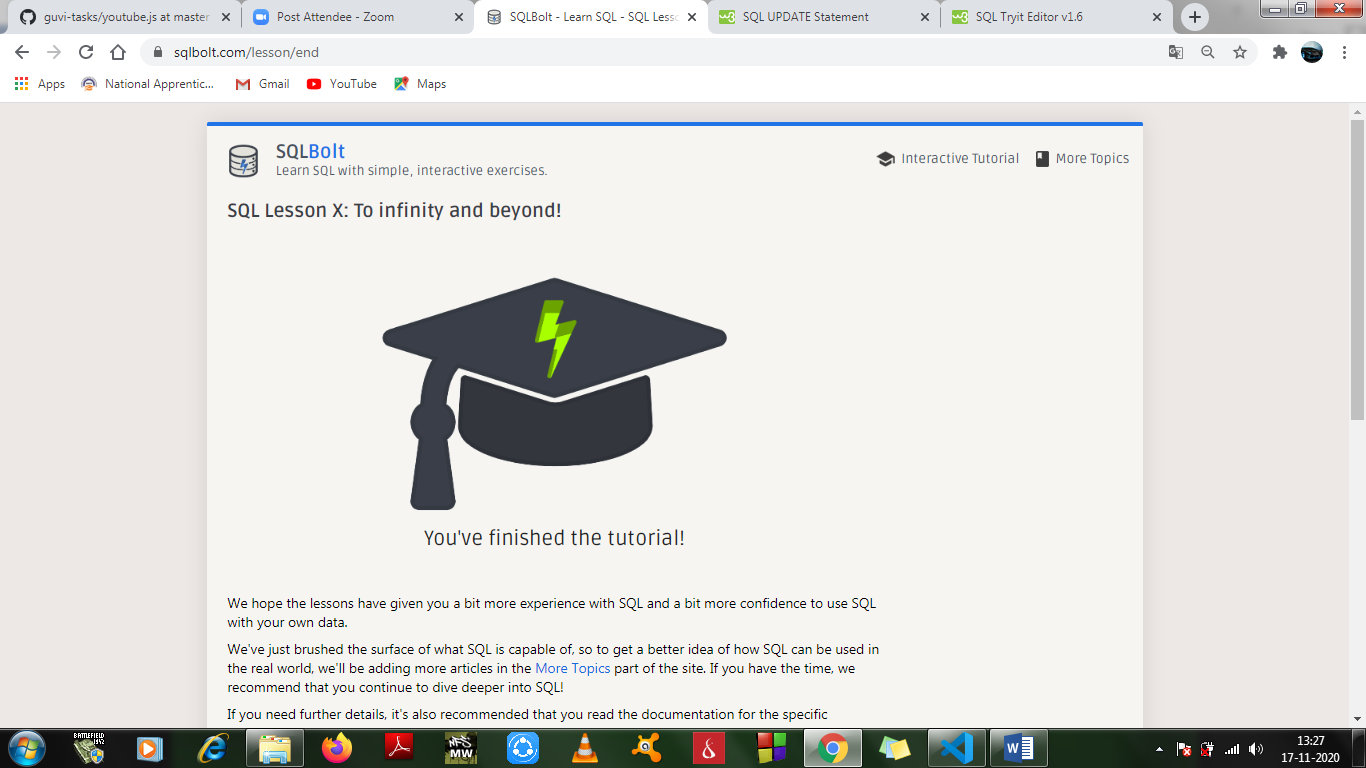 guvi-tasks/youtube.js at master
Post Attendee - Zoom
SQLBolt - Learn SQL - SQL Less
SQL UPDATE Statement
SQL Tryit Editor v1.6
sqlbolt.com/lesson/end
Apps
National Apprentic...
Gmail
YouTube
Maps
SQLBolt
Learn SQL with simple, interactive exercises.
Interactive Tutorial
More Topics
SQL Lesson X: To infinity and beyond!
You've finished the tutorial!
We hope the lessons have given you a bit more experience with SQL and a bit more confidence to use SQL
with your own data.
We've just brushed the surface of what SQL is capable of, so to get a better idea of how SQL can be used in
the real world, we'll be adding more articles in the More Topics part of the site. If you have the time, we
recommend that you continue to dive deeper into SQL!
If you need further details, it's also recommended that you read the documentation for the specific
BATTLEFIELD
1942
NFS
MW
13:27
17-11-2020